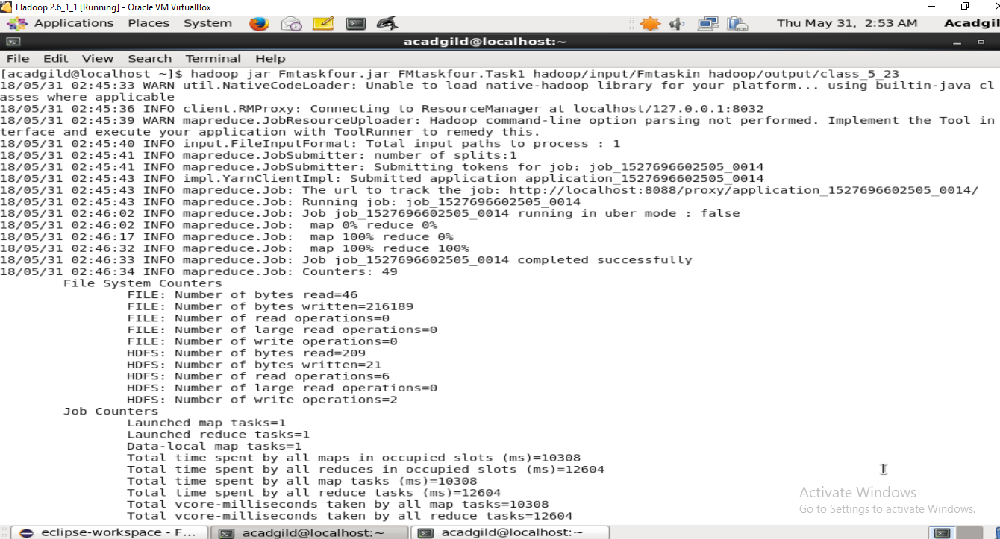 Hadoop 2.6_1_1 [Running] - Oracle VM VirtualBox
Applications Places System Thu May 31, 2:53 AM Acadgil
acadgild@localhost:~
File Edit View Search Terminal Help
[acadgild@localhost ~]$ hadoop jar Fmtaskfour.jar FMtaskfour.Task1 hadoop/input/Fmtaskin hadoop/output/class_5_23
18/05/31 02:45:33 WARN util.NativeCodeLoader: Unable to load native-hadoop library for your platform... using builtin-java cl
asses where applicable
18/05/31 02:45:36 INFO client.RMProxy: Connecting to ResourceManager at localhost/127.0.0.1:8032
18/05/31 02:45:39 WARN mapreduce.JobResourceUploader: Hadoop command-line option parsing not performed. Implement the Tool in
terface and execute your application with ToolRunner to remedy this.
18/05/31 02:45:40 INFO input.FileInputFormat: Total input paths to process : 1
18/05/31 02:45:41 INFO mapreduce.JobSubmitter: number of splits:1
18/05/31 02:45:41 INFO mapreduce.JobSubmitter: Submitting tokens for job: job_1527696602505_0014
18/05/31 02:45:43 INFO impl.YarnClientImpl: Submitted application application_1527696602505_0014
18/05/31 02:45:43 INFO mapreduce.Job: The url to track the job: http://localhost:8088/proxy/application_1527696602505_0014/
18/05/31 02:45:43 INFO mapreduce.Job: Running job: job_1527696602505_0014
18/05/31 02:46:02 INFO mapreduce.Job: Job job_1527696602505_0014 running in uber mode : false
18/05/31 02:46:02 INFO mapreduce.Job:  map 0% reduce 0%
18/05/31 02:46:17 INFO mapreduce.Job:  map 100% reduce 0%
18/05/31 02:46:32 INFO mapreduce.Job:  map 100% reduce 100%
18/05/31 02:46:33 INFO mapreduce.Job: Job job_1527696602505_0014 completed successfully
18/05/31 02:46:34 INFO mapreduce.Job: Counters: 49
File System Counters
FILE: Number of bytes read=46
FILE: Number of bytes written=216189
FILE: Number of read operations=0
FILE: Number of large read operations=0
FILE: Number of write operations=0
HDFS: Number of bytes read=209
HDFS: Number of bytes written=21
HDFS: Number of read operations=6
HDFS: Number of large read operations=0
HDFS: Number of write operations=2
Job Counters
Launched map tasks=1
Launched reduce tasks=1
Data-local map tasks=1
Total time spent by all maps in occupied slots (ms)=10308
Total time spent by all reduces in occupied slots (ms)=12604
Total time spent by all map tasks (ms)=10308
Total time spent by all reduce tasks (ms)=12604
Total vcore-milliseconds taken by all map tasks=10308
Total vcore-milliseconds taken by all reduce tasks=12604
Activate Windows
Go to Settings to activate Windows.
eclipse-workspace - F... acadgild@localhost:~ acadgild@localhost:~